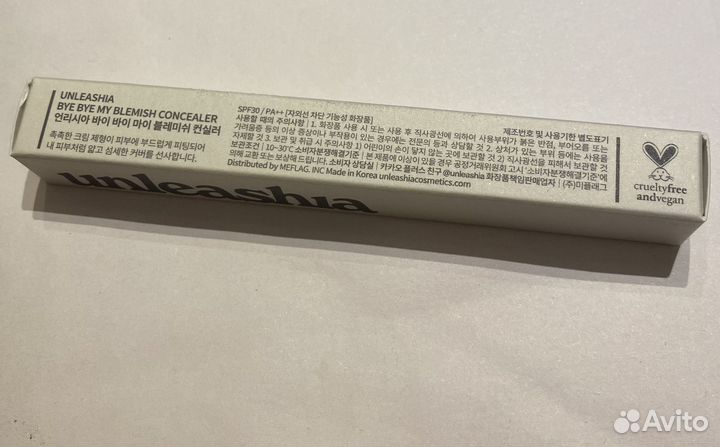 UNLEASHIA
BYE BYE MY BLEMISH CONCEALER
언리시아 바이 바이 마이 블레미쉬 컨실러
촉촉한 크림 제형이 피부에 부드럽게 피팅되어
내 피부처럼 얇고 섬세한 커버를 선사합니다.
SPF30 / PA++ [자외선 차단 기능성 화장품]
제조번호 및 사용기한 별도표기
사용할 때의 주의사항 | 1. 화장품 사용 시 또는 사용 후 직사광선에 의하여 사용부위가 붉은 반점, 부어오름 또는
가려움증 등의 이상 증상이나 부작용이 있는 경우에는 전문의 등과 상담할 것 2. 상처가 있는 부위 등에는 사용을
자제할 것 3. 보관 및 취급 시 주의사항 1) 어린이의 손이 닿지 않는 곳에 보관할 것 2) 직사광선을 피해서 보관할 것
보관조건 | 10~30℃ 소비자분쟁해결기준 | 본 제품에 이상이 있을 경우 공정거래위원회 고시 '소비자분쟁해결기준'에
의해 교환 또는 보상해 드립니다. 소비자 상담실 | 카카오 플러스 친구 @unleashia 화장품책임판매업자 | (주)미플래그
Distributed by MEFLAG. INC Made in Korea unleashiacosmetics.com
crueltyfree
andvegan
unleashia
Avito